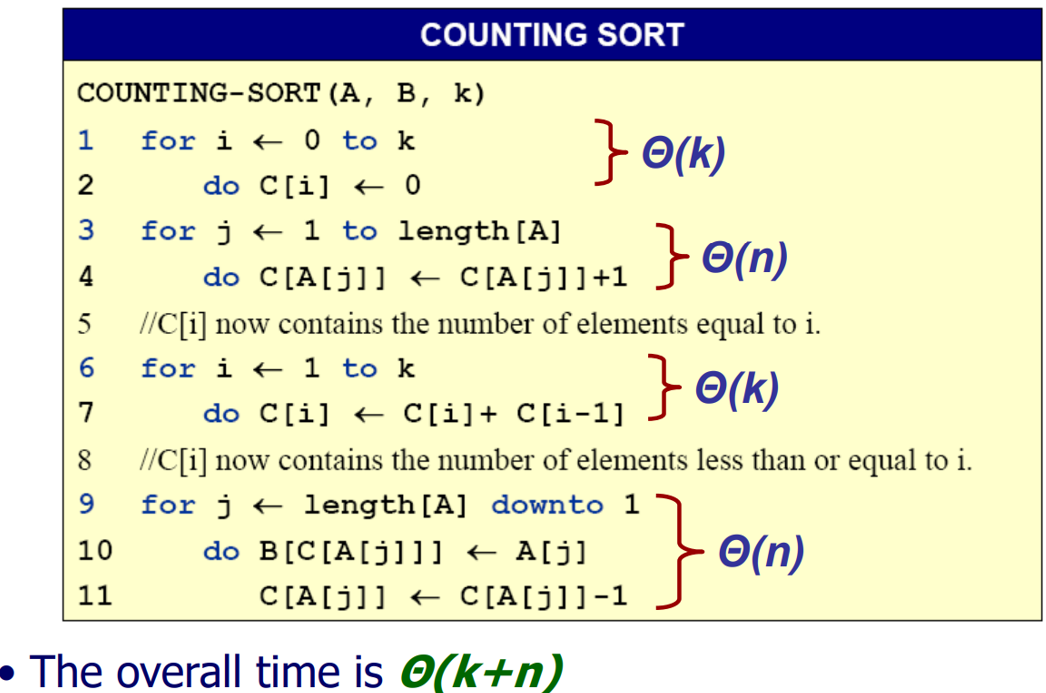 COUNTING SORT
COUNTING-SORT(A, B, k)
1 for i ← 0 to k
2 do C[i] ← 0
Θ(k)
3 for j ← 1 to length[A]
4 do C[A[j]] ← C[A[j]]+1
Θ(n)
5 //C[i] now contains the number of elements equal to i.
6 for i ← 1 to k
7 do C[i] ← C[i]+ C[i-1]
Θ(k)
8 //C[i] now contains the number of elements less than or equal to i.
9 for j ← length[A] downto 1
10 do B[C[A[j]]] ← A[j]
11 C[A[j]] ← C[A[j]]-1
Θ(n)
• The overall time is Θ(k+n)